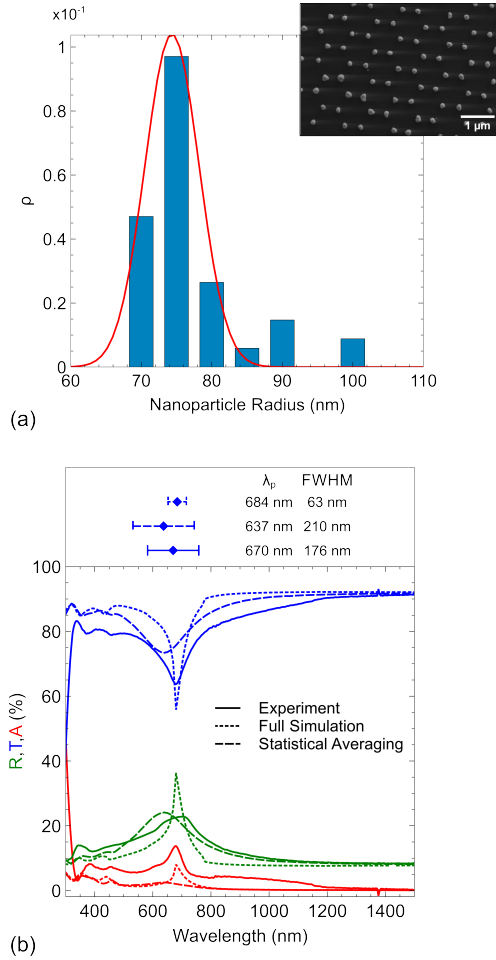 ×10⁻¹
1
0.8
0.6
0.4
0.2
0
ρ
60 70 80 90 100 110
Nanoparticle Radius (nm)
1 µm
(a)
λp FWHM
684 nm 63 nm
637 nm 210 nm
670 nm 176 nm
100
80
60
40
20
0
R,T,A (%)
Experiment
Full Simulation
Statistical Averaging
400 600 800 1000 1200 1400
Wavelength (nm)
(b)